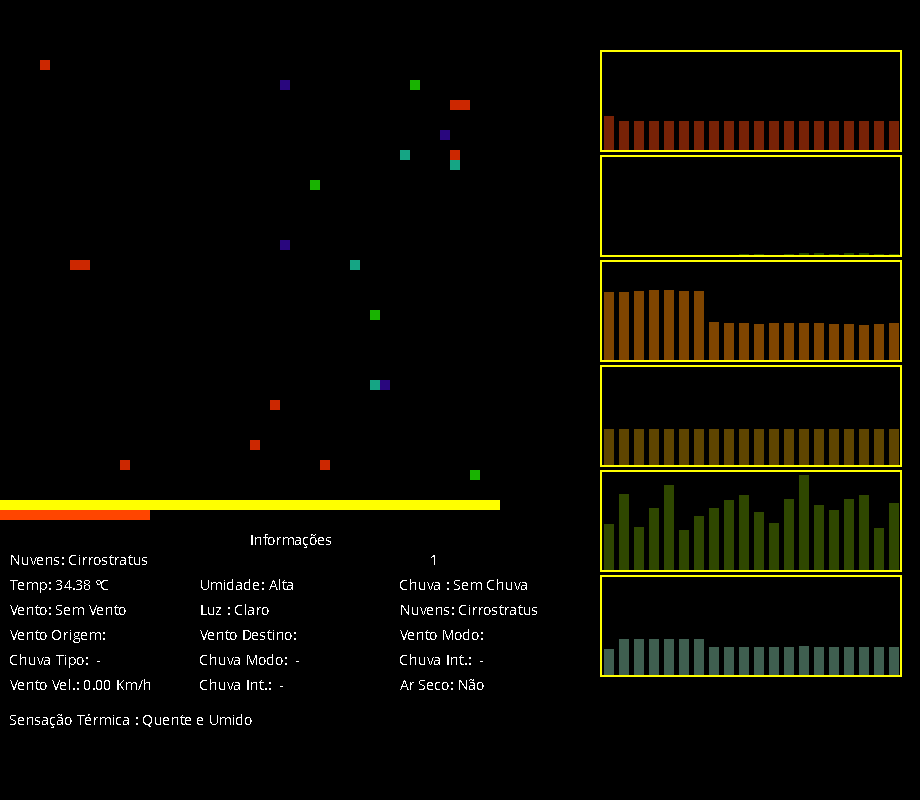 Informações
Nuvens: Cirrostratus 1
Temp: 34.38 ºC Umidade: Alta Chuva : Sem Chuva
Vento: Sem Vento Luz : Claro Nuvens: Cirrostratus
Vento Origem: Vento Destino: Vento Modo:
Chuva Tipo: - Chuva Modo: - Chuva Int.: -
Vento Vel.: 0.00 Km/h Chuva Int.: - Ar Seco: Não
Sensação Térmica : Quente e Umido